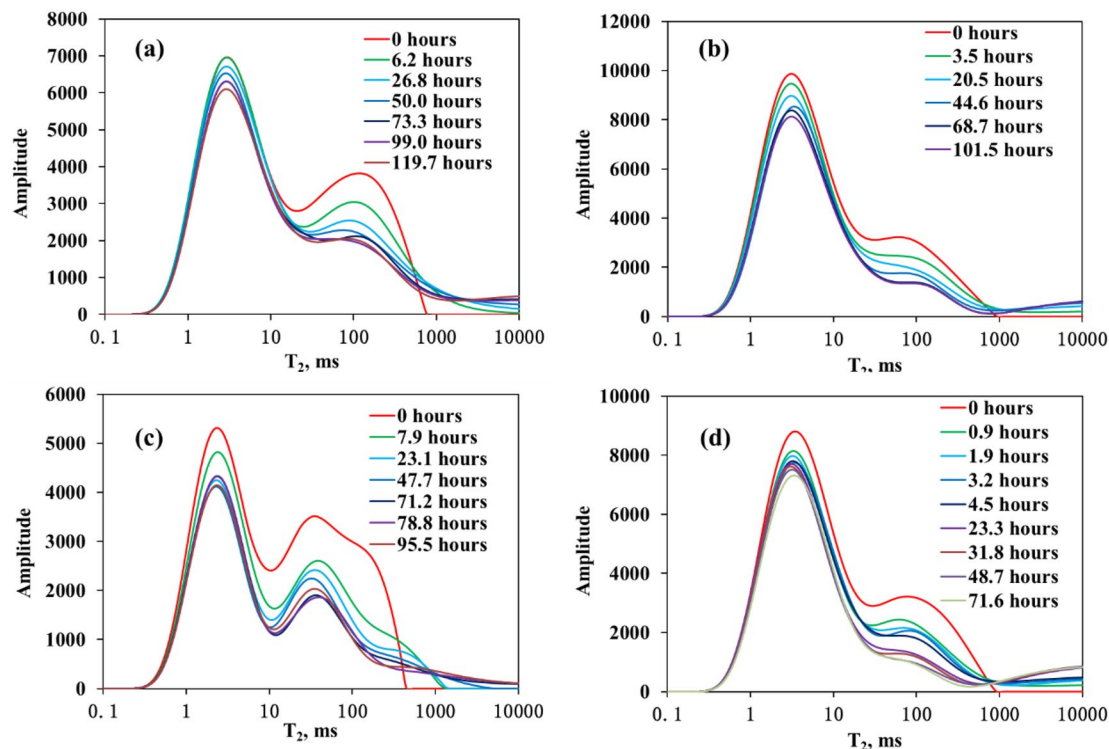 (a)
8000
7000
6000
5000
4000
3000
2000
1000
0
Amplitude
0.1 1 10 100 1000 10000
T2, ms
0 hours
6.2 hours
26.8 hours
50.0 hours
73.3 hours
99.0 hours
119.7 hours
(b)
12000
10000
8000
6000
4000
2000
0
Amplitude
0.1 1 10 100 1000 10000
T2, ms
0 hours
3.5 hours
20.5 hours
44.6 hours
68.7 hours
101.5 hours
(c)
6000
5000
4000
3000
2000
1000
0
Amplitude
0.1 1 10 100 1000 10000
T2, ms
0 hours
7.9 hours
23.1 hours
47.7 hours
71.2 hours
78.8 hours
95.5 hours
(d)
10000
8000
6000
4000
2000
0
Amplitude
0.1 1 10 100 1000 10000
T2, ms
0 hours
0.9 hours
1.9 hours
3.2 hours
4.5 hours
23.3 hours
31.8 hours
48.7 hours
71.6 hours